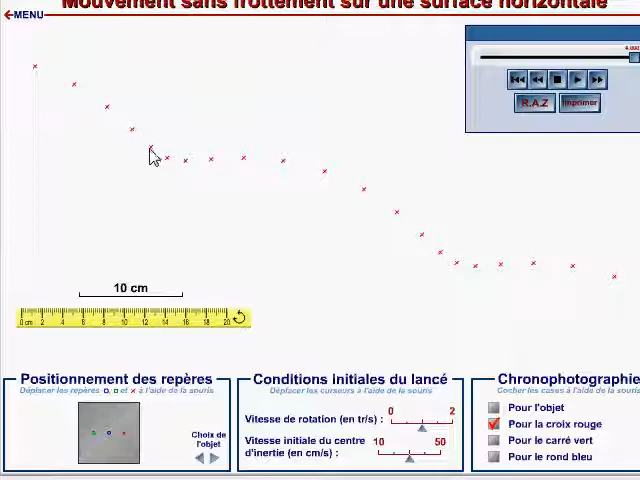 Mouvement sans frottement sur une surface horizontale
MENU
4.000
R.A.Z
Imprimer
10 cm
0 cm 2 4 6 8 10 12 14 16 18 20
Positionnement des repères
Déplacer les repères o, □ et × à l'aide de la souris
Choix de
l'objet
Conditions Initiales du lancé
Déplacer les curseurs à l'aide de la souris
Vitesse de rotation (en tr/s) :
0 2
Vitesse initiale du centre
d'inertie (en cm/s) :
10 50
Chronophotographie
Cocher les cases à l'aide de la souris
Pour l'objet
Pour la croix rouge
Pour le carré vert
Pour le rond bleu